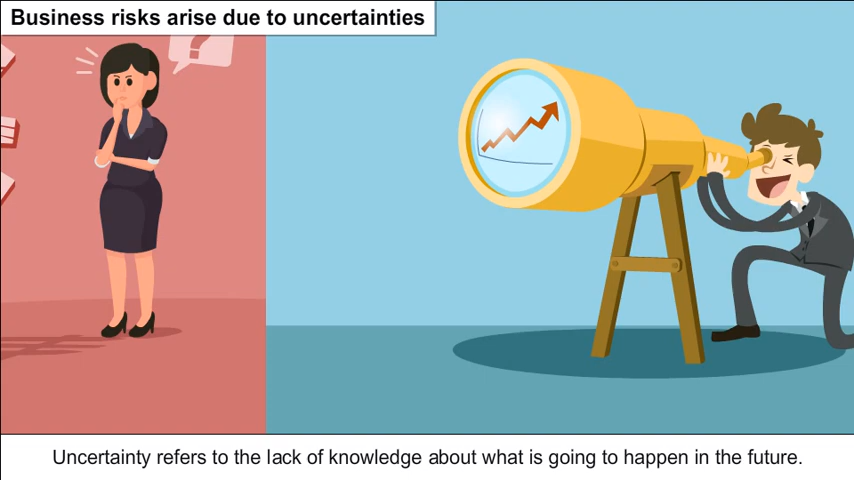 Business risks arise due to uncertainties
?
Uncertainty refers to the lack of knowledge about what is going to happen in the future.